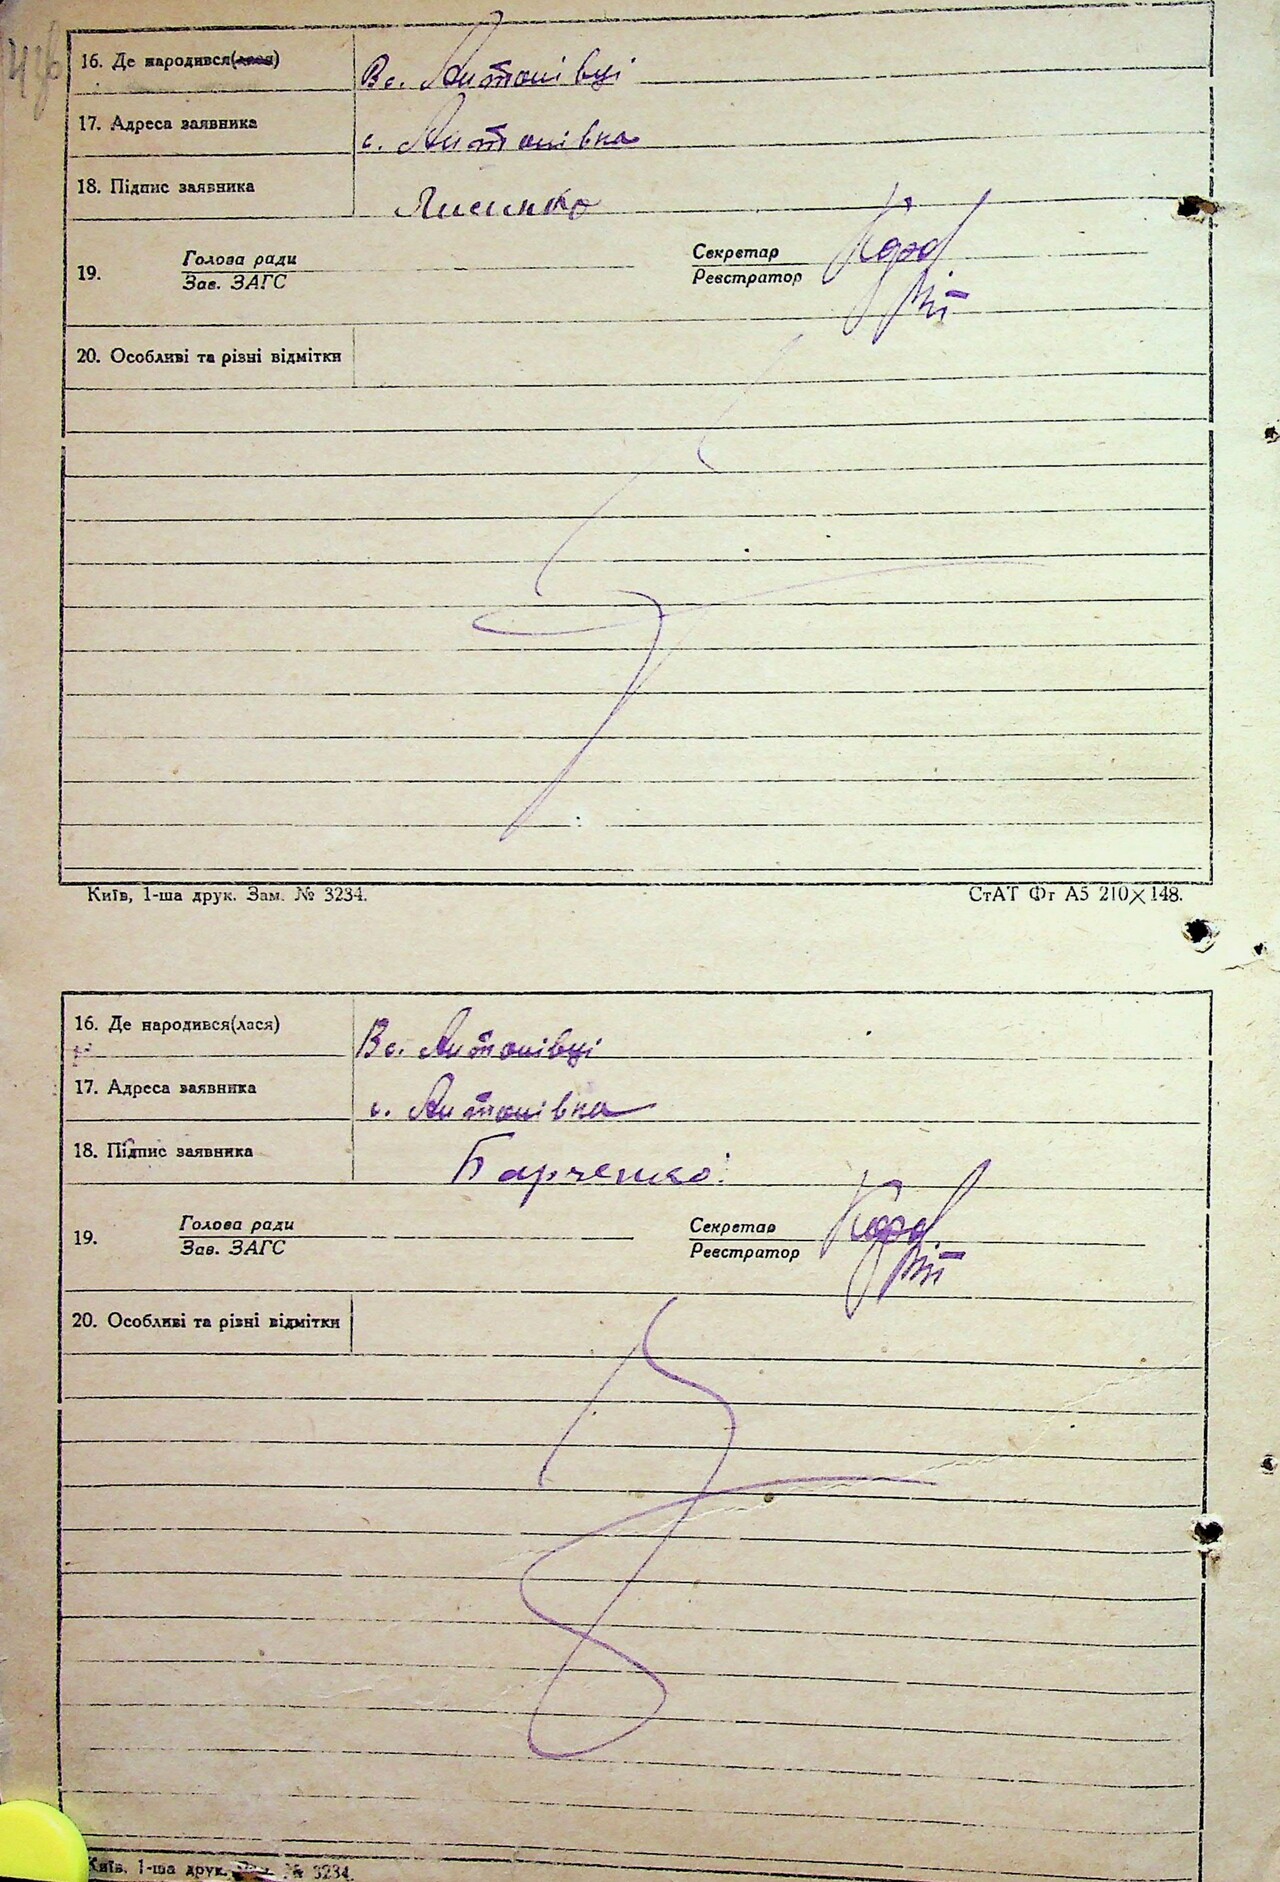 16. Де народився(лася) В с. Антонівці
17. Адреса заявника с. Антонівка
18. Підпис заявника Лисенко
19. Голова ради Секретар
Зав. ЗАГС Реєстратор
20. Особливі та різні відмітки
Київ, 1-ша друк. Зам. № 3234. СтАТ Фт А5 210×148.
16. Де народився(лася) В с. Антонівці
17. Адреса заявника с. Антонівка
18. Підпис заявника Барченко
19. Голова ради Секретар
Зав. ЗАГС Реєстратор
20. Особливі та різні відмітки
Київ, 1-ша друк. № 3234.